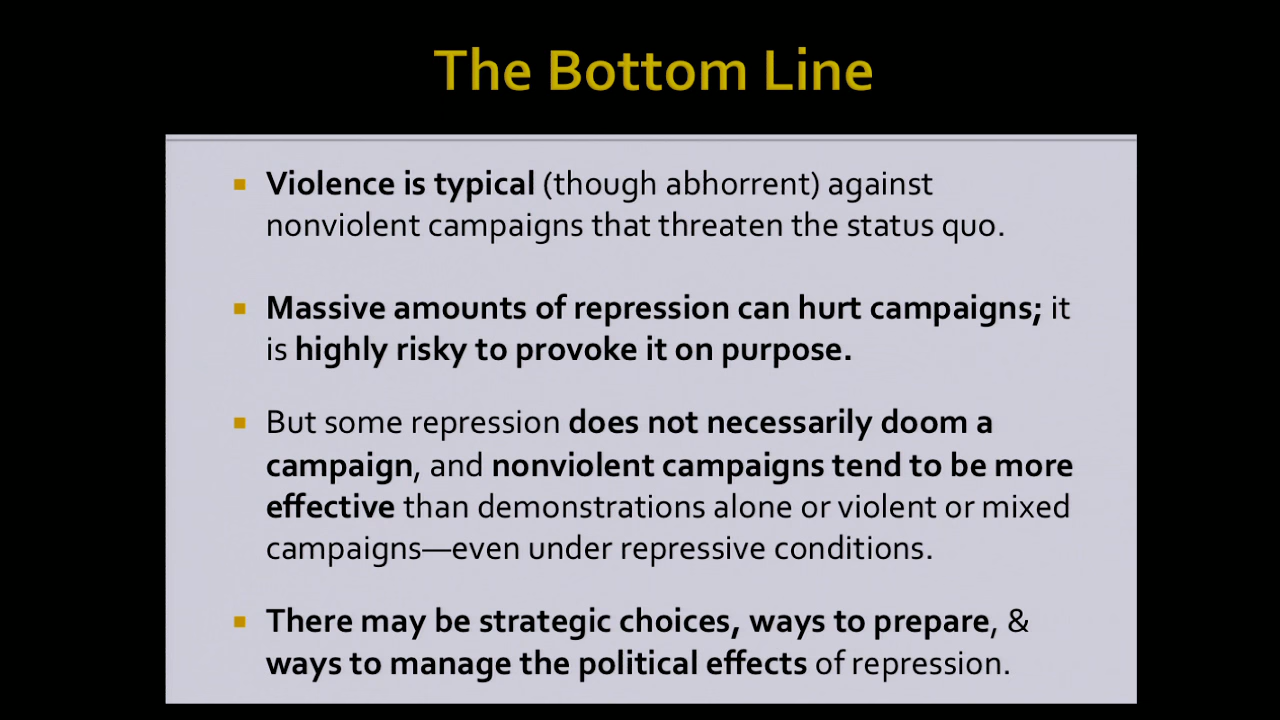 The Bottom Line
Violence is typical (though abhorrent) against
nonviolent campaigns that threaten the status quo.
Massive amounts of repression can hurt campaigns; it
is highly risky to provoke it on purpose.
But some repression does not necessarily doom a
campaign, and nonviolent campaigns tend to be more
effective than demonstrations alone or violent or mixed
campaigns—even under repressive conditions.
There may be strategic choices, ways to prepare, &
ways to manage the political effects of repression.